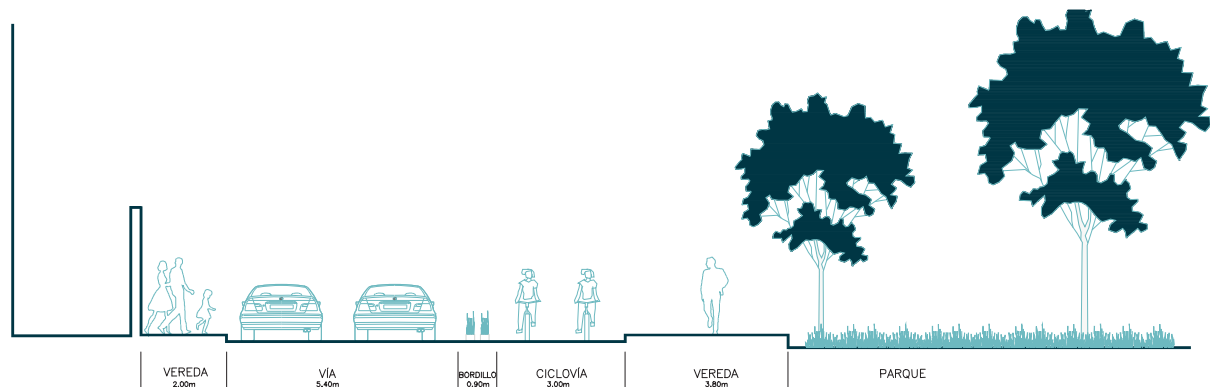 VEREDA
2.00m
VÍA
5.40m
BORDILLO
0.90m
CICLOVÍA
3.00m
VEREDA
3.80m
PARQUE